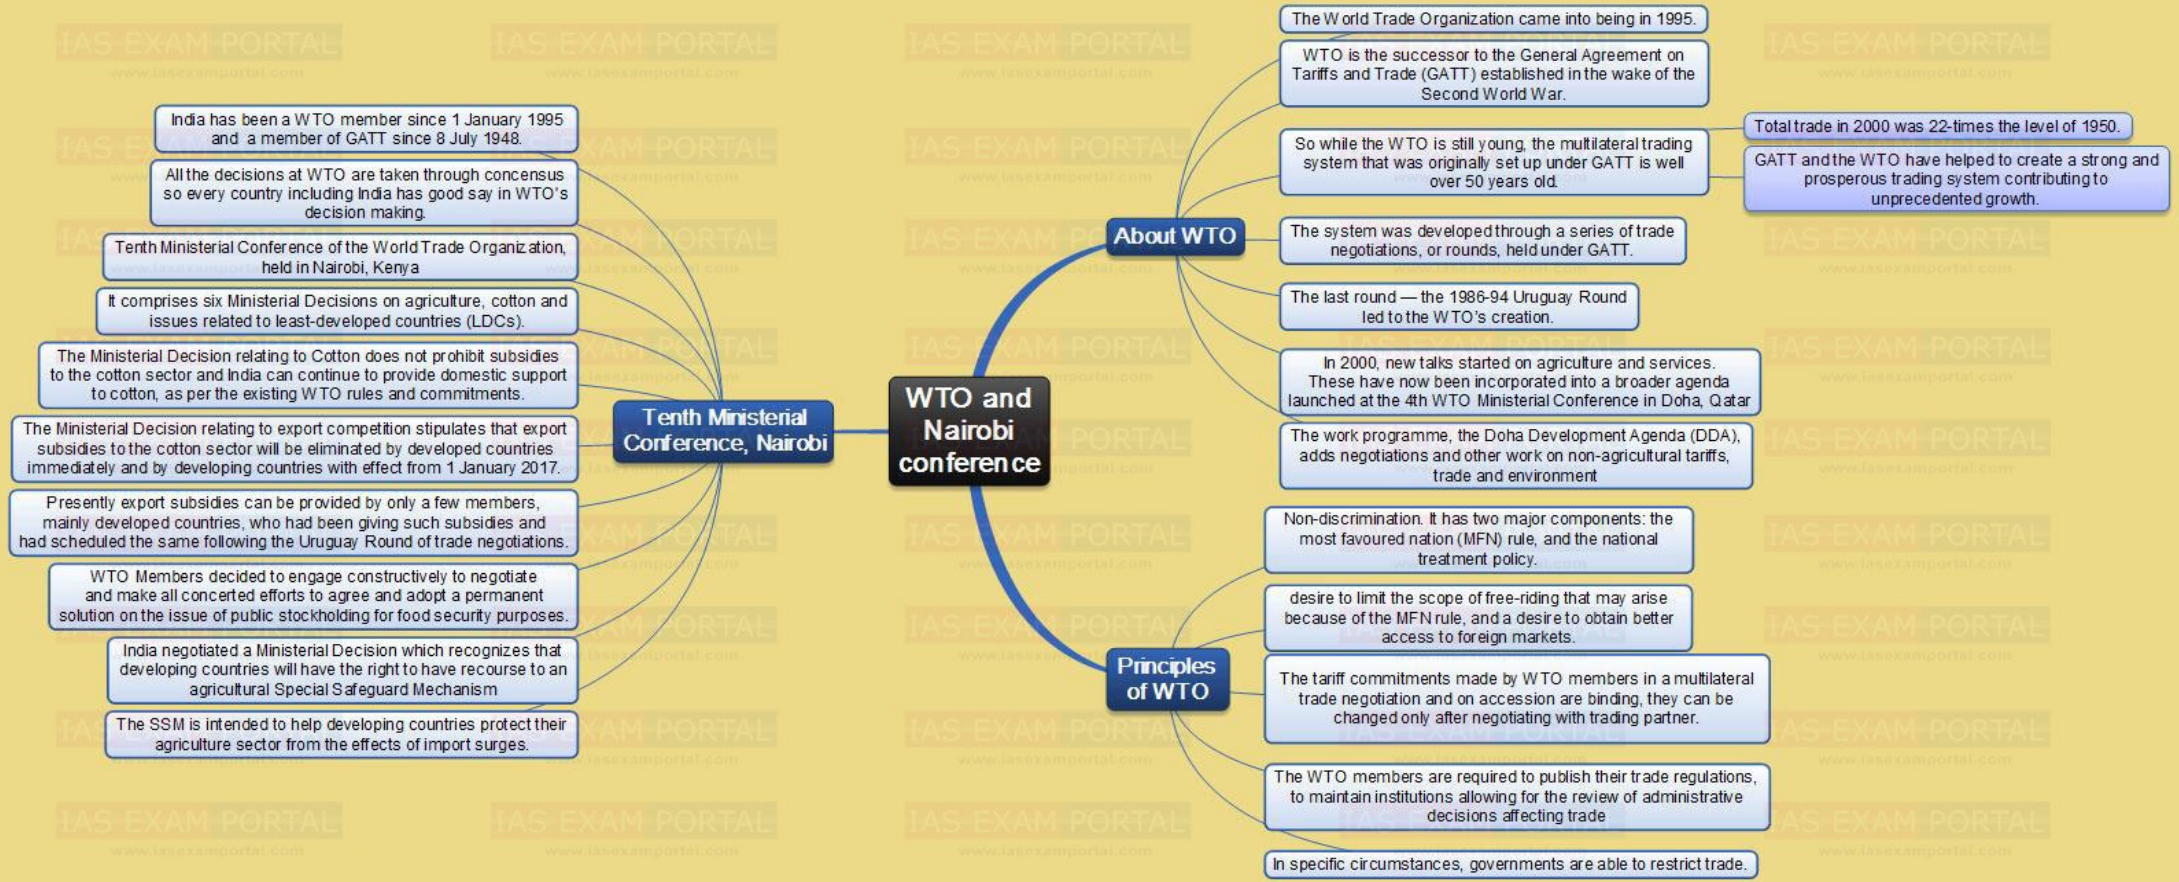 WTO and
Nairobi
conference
About WTO
The World Trade Organization came into being in 1995.
WTO is the successor to the General Agreement on
Tariffs and Trade (GATT) established in the wake of the
Second World War.
So while the WTO is still young, the multilateral trading
system that was originally set up under GATT is well
over 50 years old.
Total trade in 2000 was 22-times the level of 1950.
GATT and the WTO have helped to create a strong and
prosperous trading system contributing to
unprecedented growth.
The system was developed through a series of trade
negotiations, or rounds, held under GATT.
The last round — the 1986-94 Uruguay Round
led to the WTO's creation.
In 2000, new talks started on agriculture and services.
These have now been incorporated into a broader agenda
launched at the 4th WTO Ministerial Conference in Doha, Qatar
The work programme, the Doha Development Agenda (DDA),
adds negotiations and other work on non-agricultural tariffs,
trade and environment
Principles
of WTO
Non-discrimination. It has two major components: the
most favoured nation (MFN) rule, and the national
treatment policy.
desire to limit the scope of free-riding that may arise
because of the MFN rule, and a desire to obtain better
access to foreign markets.
The tariff commitments made by WTO members in a multilateral
trade negotiation and on accession are binding, they can be
changed only after negotiating with trading partner.
The WTO members are required to publish their trade regulations,
to maintain institutions allowing for the review of administrative
decisions affecting trade
In specific circumstances, governments are able to restrict trade.
Tenth Ministerial
Conference, Nairobi
India has been a WTO member since 1 January 1995
and a member of GATT since 8 July 1948.
All the decisions at WTO are taken through concensus
so every country including India has good say in WTO's
decision making.
Tenth Ministerial Conference of the World Trade Organization,
held in Nairobi, Kenya
It comprises six Ministerial Decisions on agriculture, cotton and
issues related to least-developed countries (LDCs).
The Ministerial Decision relating to Cotton does not prohibit subsidies
to the cotton sector and India can continue to provide domestic support
to cotton, as per the existing WTO rules and commitments.
The Ministerial Decision relating to export competition stipulates that export
subsidies to the cotton sector will be eliminated by developed countries
immediately and by developing countries with effect from 1 January 2017.
Presently export subsidies can be provided by only a few members,
mainly developed countries, who had been giving such subsidies and
had scheduled the same following the Uruguay Round of trade negotiations.
WTO Members decided to engage constructively to negotiate
and make all concerted efforts to agree and adopt a permanent
solution on the issue of public stockholding for food security purposes.
India negotiated a Ministerial Decision which recognizes that
developing countries will have the right to have recourse to an
agricultural Special Safeguard Mechanism
The SSM is intended to help developing countries protect their
agriculture sector from the effects of import surges.
IAS EXAM PORTAL
www.iasexamportal.com